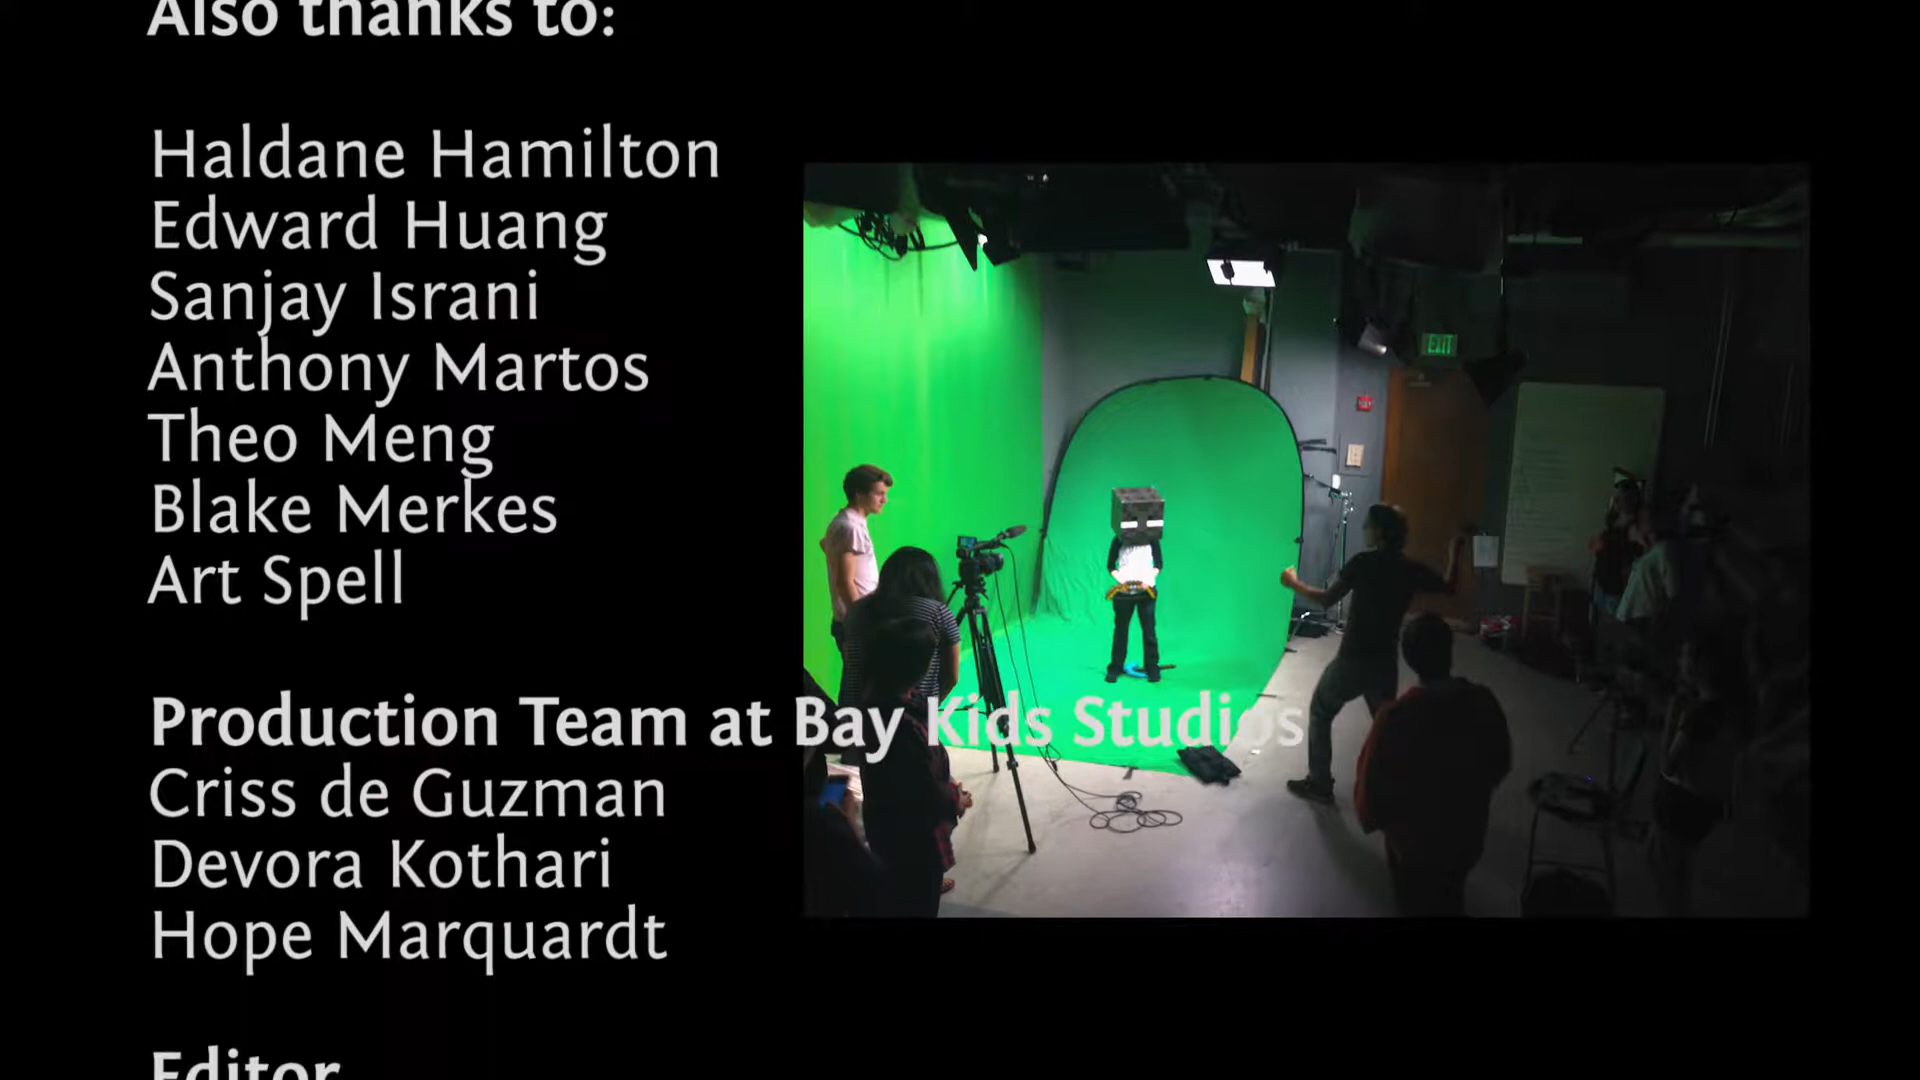 Also thanks to:
Haldane Hamilton
Edward Huang
Sanjay Israni
Anthony Martos
Theo Meng
Blake Merkes
Art Spell
Production Team at Bay Kids Studios
Criss de Guzman
Devora Kothari
Hope Marquardt
Editor
EXIT